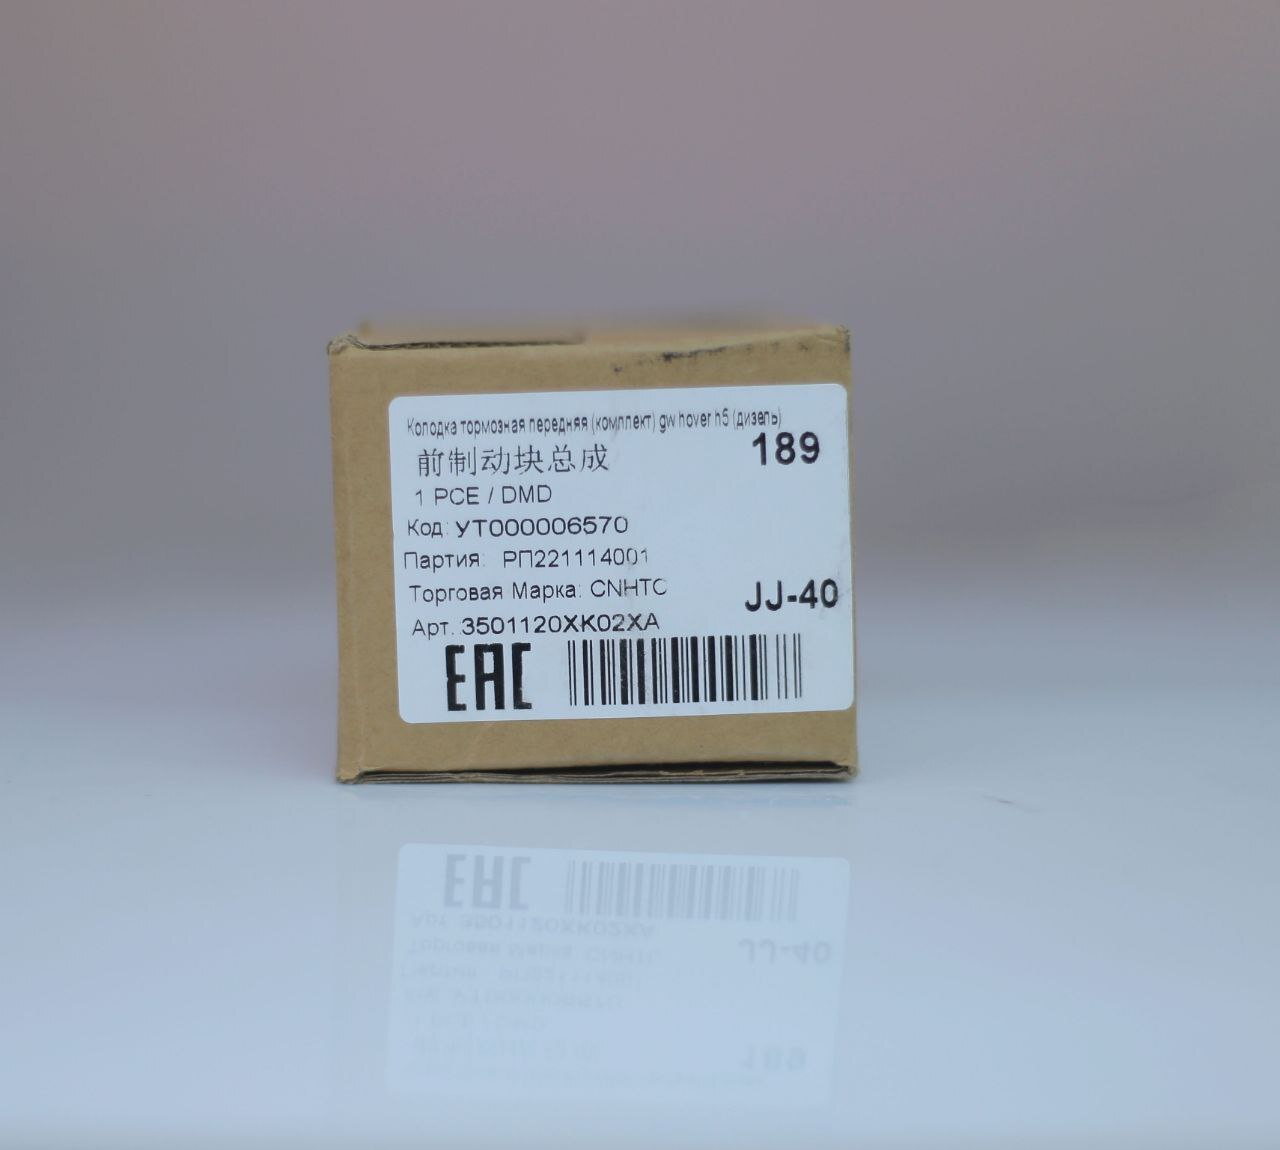 Колодка тормозная передняя (комплект) gw hover h5 (дизель)
前制动块总成
189
1 PCE / DMD
Код: УТ000006570
Партия: РП221114001
Торговая Марка: CNHTC
JJ-40
Арт. 3501120XK02XA
EAC